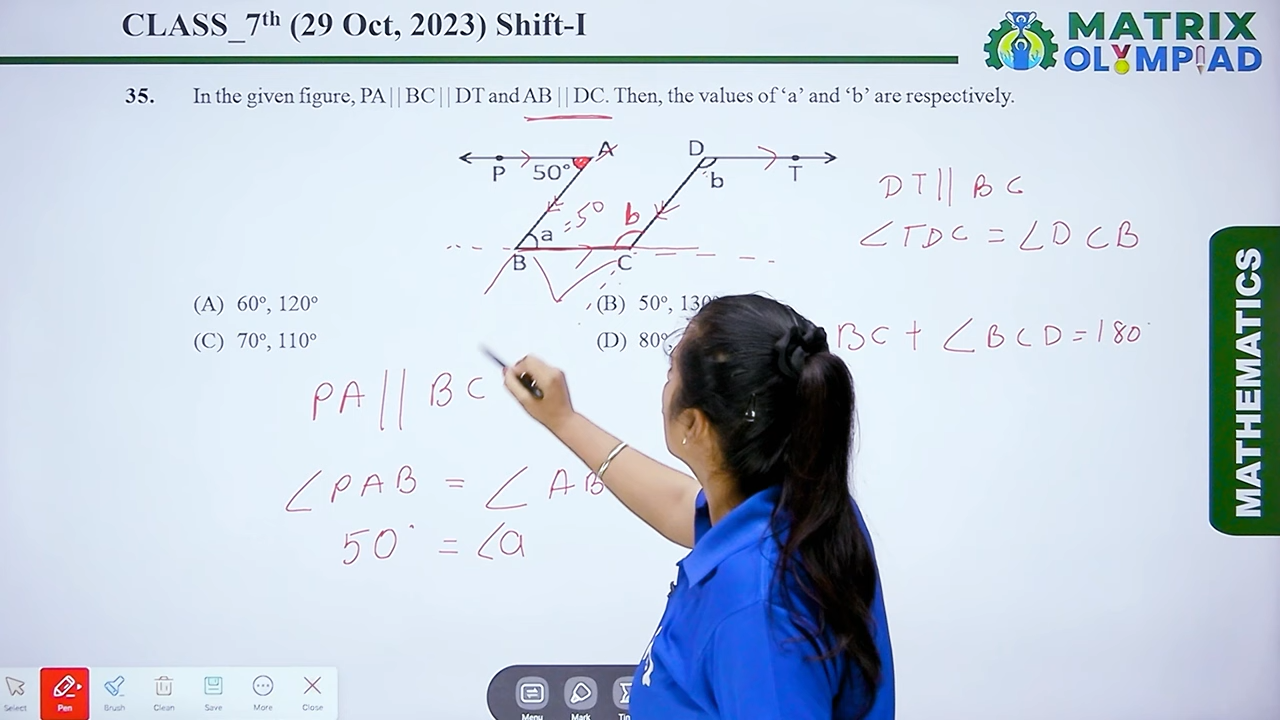 CLASS_7th (29 Oct, 2023) Shift-I
MATRIX
OLYMPIAD
35. In the given figure, PA || BC || DT and AB || DC. Then, the values of ‘a’ and ‘b’ are respectively.
P 50° A
D b T
a = 50
b
B C
DT || BC
∠TDC = ∠DCB
(A) 60°, 120°
(B) 50°, 130°
(C) 70°, 110°
(D) 80°,
BC + ∠BCD = 180°
PA || BC
∠PAB = ∠AB
50° = ∠a
MATHEMATICS
Select Pen Brush Clean Save More Close
Menu Mark